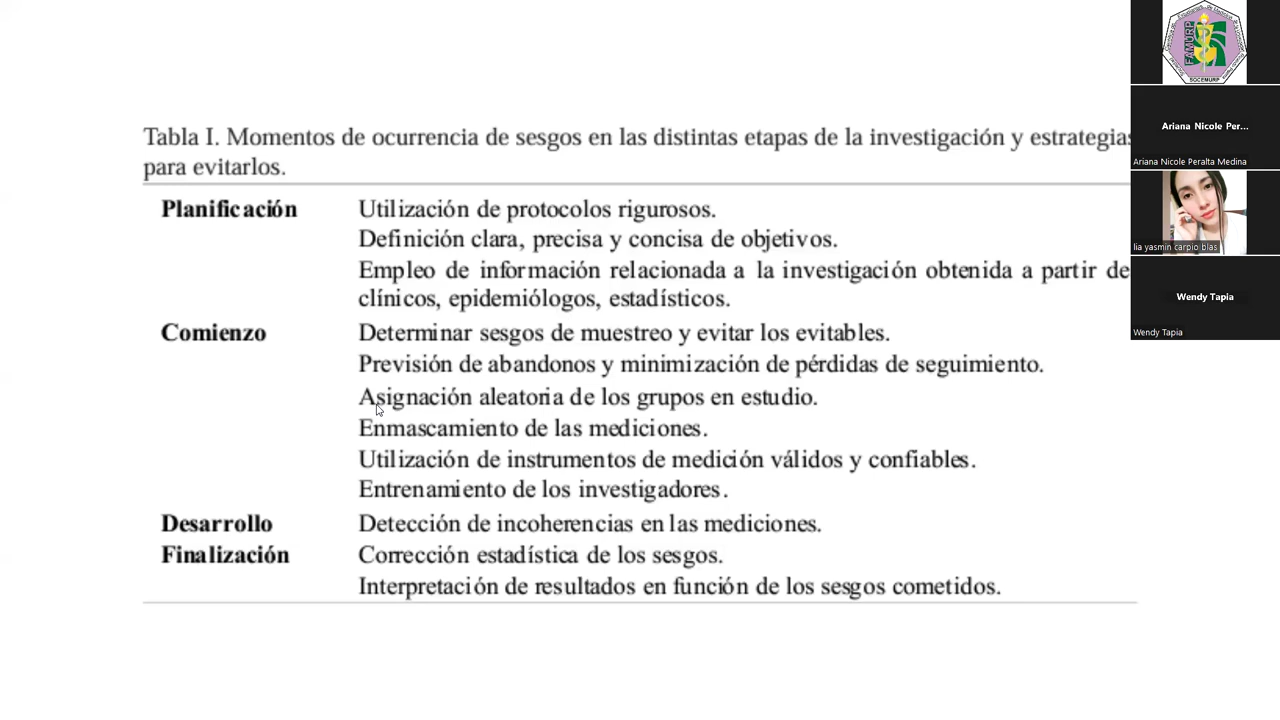 Tabla I. Momentos de ocurrencia de sesgos en las distintas etapas de la investigación y estrategias
para evitarlos.
Planificación Utilización de protocolos rigurosos.
Definición clara, precisa y concisa de objetivos.
Empleo de información relacionada a la investigación obtenida a partir de
clínicos, epidemiólogos, estadísticos.
Comienzo Determinar sesgos de muestreo y evitar los evitables.
Previsión de abandonos y minimización de pérdidas de seguimiento.
Asignación aleatoria de los grupos en estudio.
Enmascamiento de las mediciones.
Utilización de instrumentos de medición válidos y confiables.
Entrenamiento de los investigadores.
Desarrollo Detección de incoherencias en las mediciones.
Finalización Corrección estadística de los sesgos.
Interpretación de resultados en función de los sesgos cometidos.
FAMURP
SOCEMURP
Ariana Nicole Per...
Ariana Nicole Peralta Medina
lia yasmin carpio blas
Wendy Tapia
Wendy Tapia